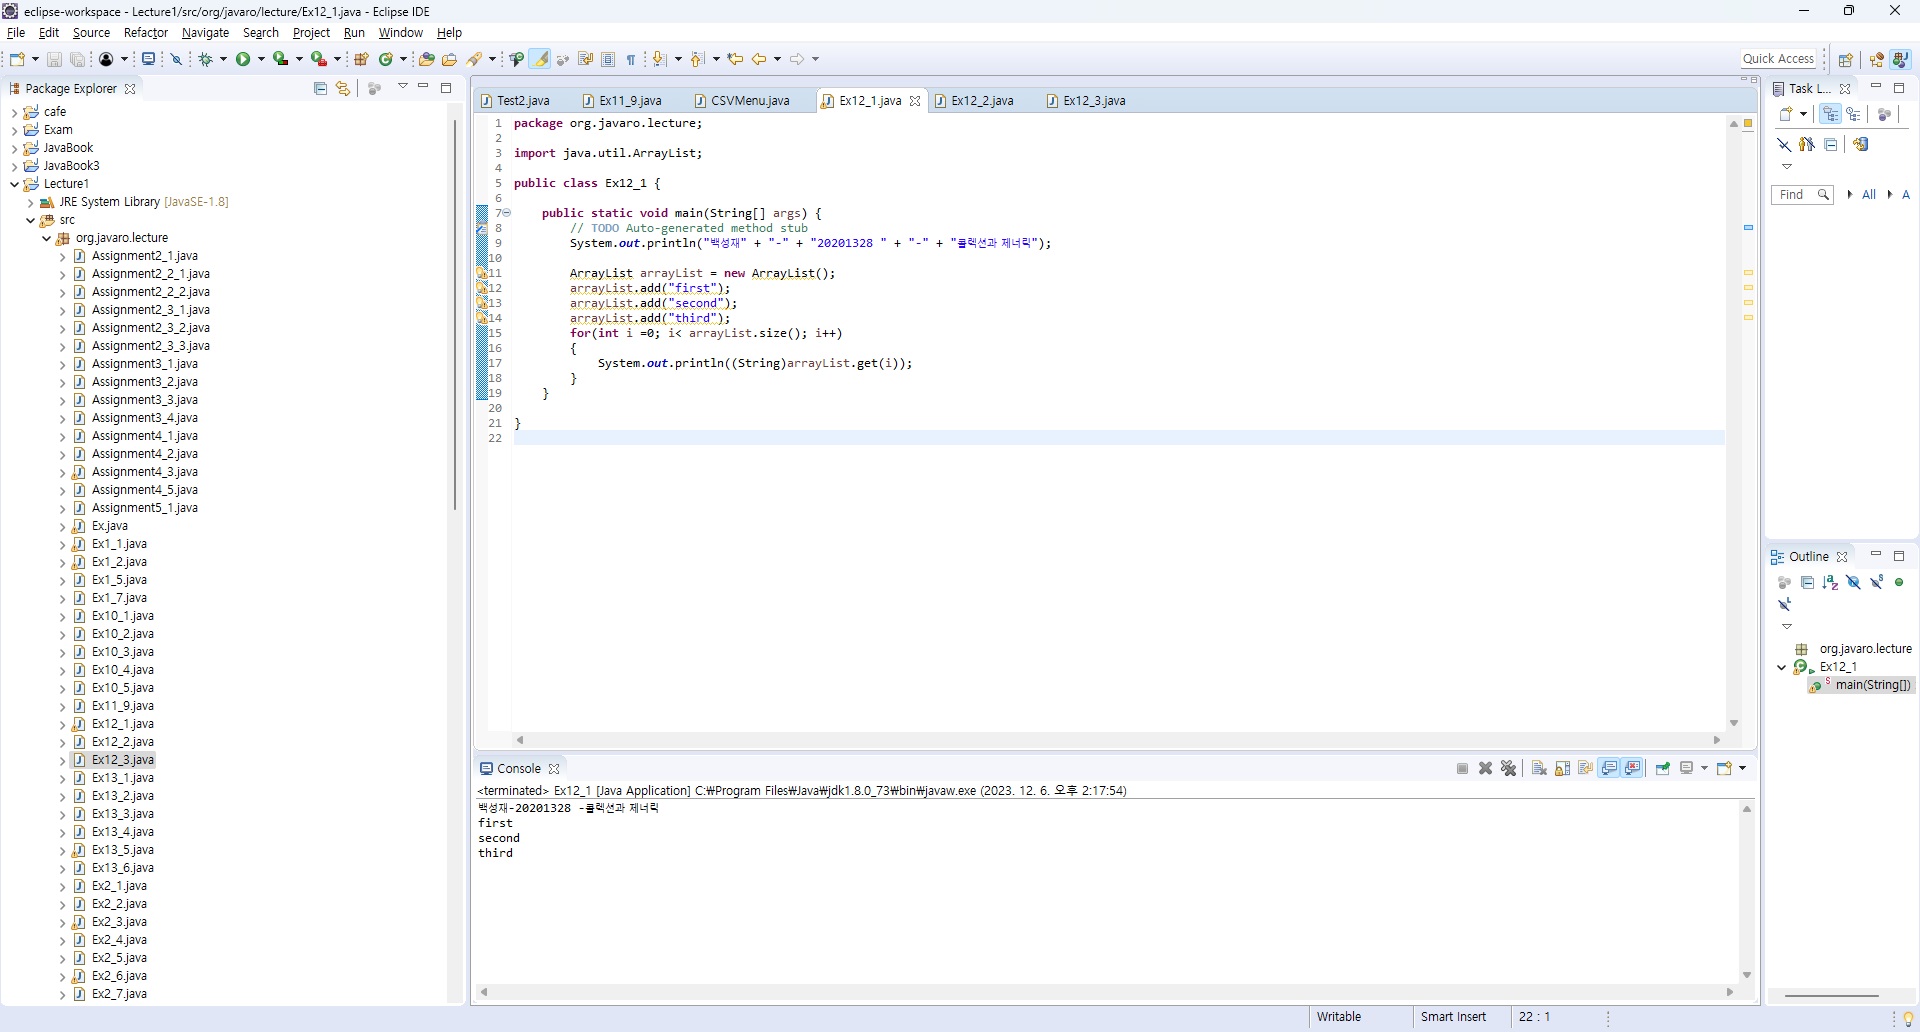 eclipse-workspace - Lecture1/src/org/javaro/lecture/Ex12_1.java - Eclipse IDE
File Edit Source Refactor Navigate Search Project Run Window Help
Quick Access
Package Explorer
cafe
Exam
JavaBook
JavaBook3
Lecture1
JRE System Library [JavaSE-1.8]
src
org.javaro.lecture
Assignment2_1.java
Assignment2_2_1.java
Assignment2_2_2.java
Assignment2_3_1.java
Assignment2_3_2.java
Assignment2_3_3.java
Assignment3_1.java
Assignment3_2.java
Assignment3_3.java
Assignment3_4.java
Assignment4_1.java
Assignment4_2.java
Assignment4_3.java
Assignment4_5.java
Assignment5_1.java
Ex.java
Ex1_1.java
Ex1_2.java
Ex1_5.java
Ex1_7.java
Ex10_1.java
Ex10_2.java
Ex10_3.java
Ex10_4.java
Ex10_5.java
Ex11_9.java
Ex12_1.java
Ex12_2.java
Ex12_3.java
Ex13_1.java
Ex13_2.java
Ex13_3.java
Ex13_4.java
Ex13_5.java
Ex13_6.java
Ex2_1.java
Ex2_2.java
Ex2_3.java
Ex2_4.java
Ex2_5.java
Ex2_6.java
Ex2_7.java
Test2.java Ex11_9.java CSVMenu.java Ex12_1.java Ex12_2.java Ex12_3.java
1 package org.javaro.lecture;
2
3 import java.util.ArrayList;
4
5 public class Ex12_1 {
6
7 public static void main(String[] args) {
8 // TODO Auto-generated method stub
9 System.out.println("백성재" + "-" + "20201328 " + "-" + "콜렉션과 제너릭");
10
11 ArrayList arrayList = new ArrayList();
12 arrayList.add("first");
13 arrayList.add("second");
14 arrayList.add("third");
15 for(int i =0; i< arrayList.size(); i++)
16 {
17 System.out.println((String)arrayList.get(i));
18 }
19 }
20
21 }
22
Console
<terminated> Ex12_1 [Java Application] C:₩Program Files₩Java₩jdk1.8.0_73₩bin₩javaw.exe (2023. 12. 6. 오후 2:17:54)
백성재-20201328 -콜렉션과 제너릭
first
second
third
Task L...
Find All A
Outline
org.javaro.lecture
Ex12_1
main(String[])
Writable Smart Insert 22 : 1